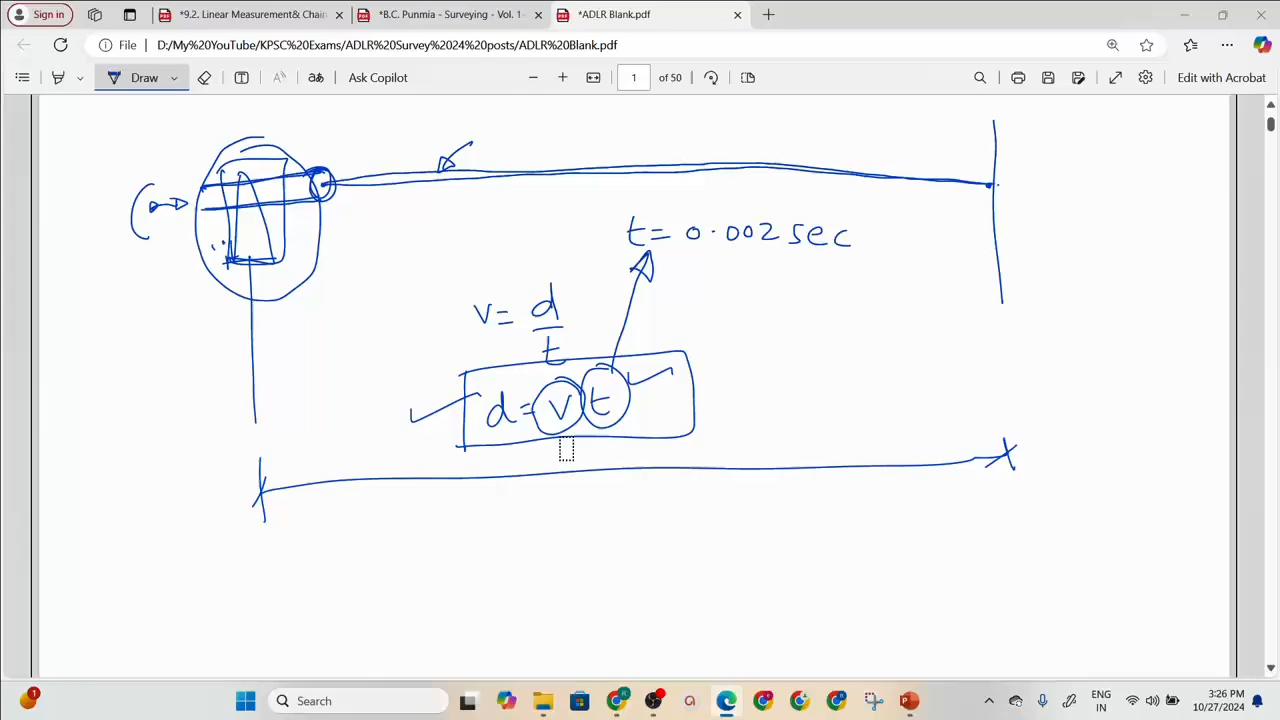 Sign in
*9.2. Linear Measurement& Chain
*B.C. Punmia - Surveying - Vol. 1-
*ADLR Blank.pdf
File
D:/My%20YouTube/KPSC%20Exams/ADLR%20Survey%202024%20posts/ADLR%20Blank.pdf
Draw
Ask Copilot
1 of 50
Edit with Acrobat
t= 0.002 sec
v= d/t
d= v t
Search
ENG
IN
3:26 PM
10/27/2024